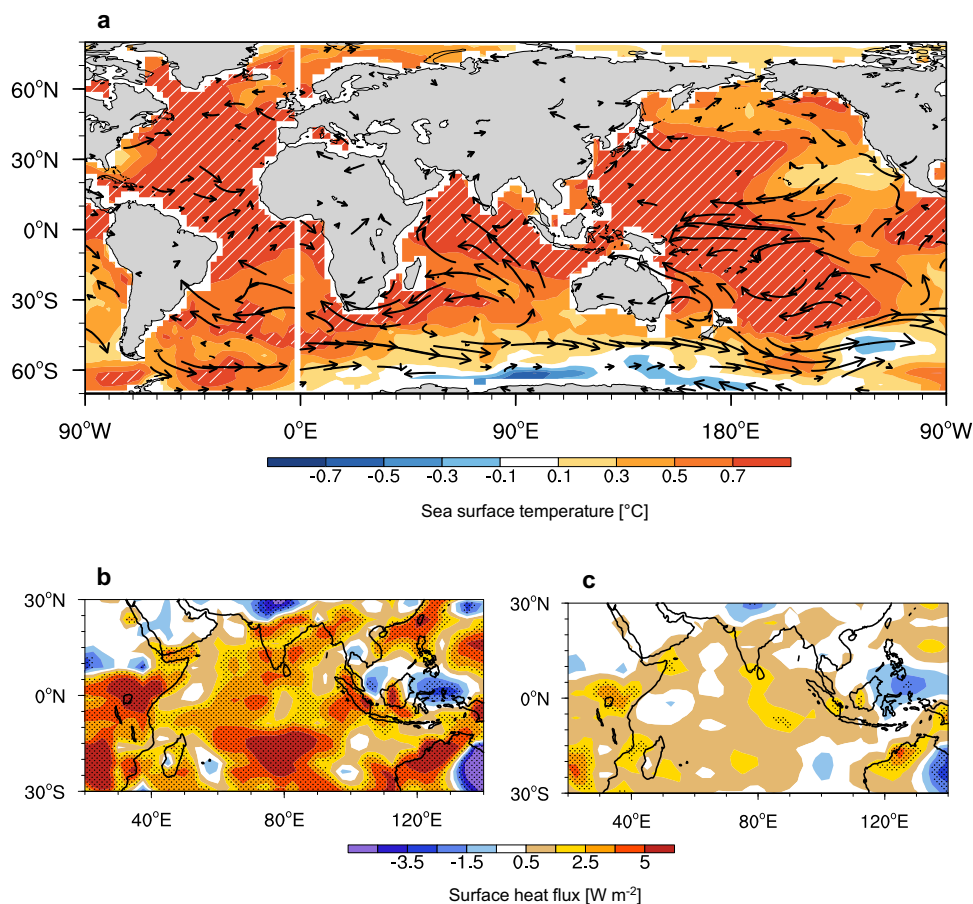 a
60°N
30°N
0°N
30°S
60°S
90°W 0°E 90°E 180°E 90°W
-0.7 -0.5 -0.3 -0.1 0.1 0.3 0.5 0.7
Sea surface temperature [°C]
b c
30°N 30°N
0°N 0°N
30°S 30°S
40°E 80°E 120°E 40°E 80°E 120°E
-3.5 -1.5 0.5 2.5 5
Surface heat flux [W m⁻²]